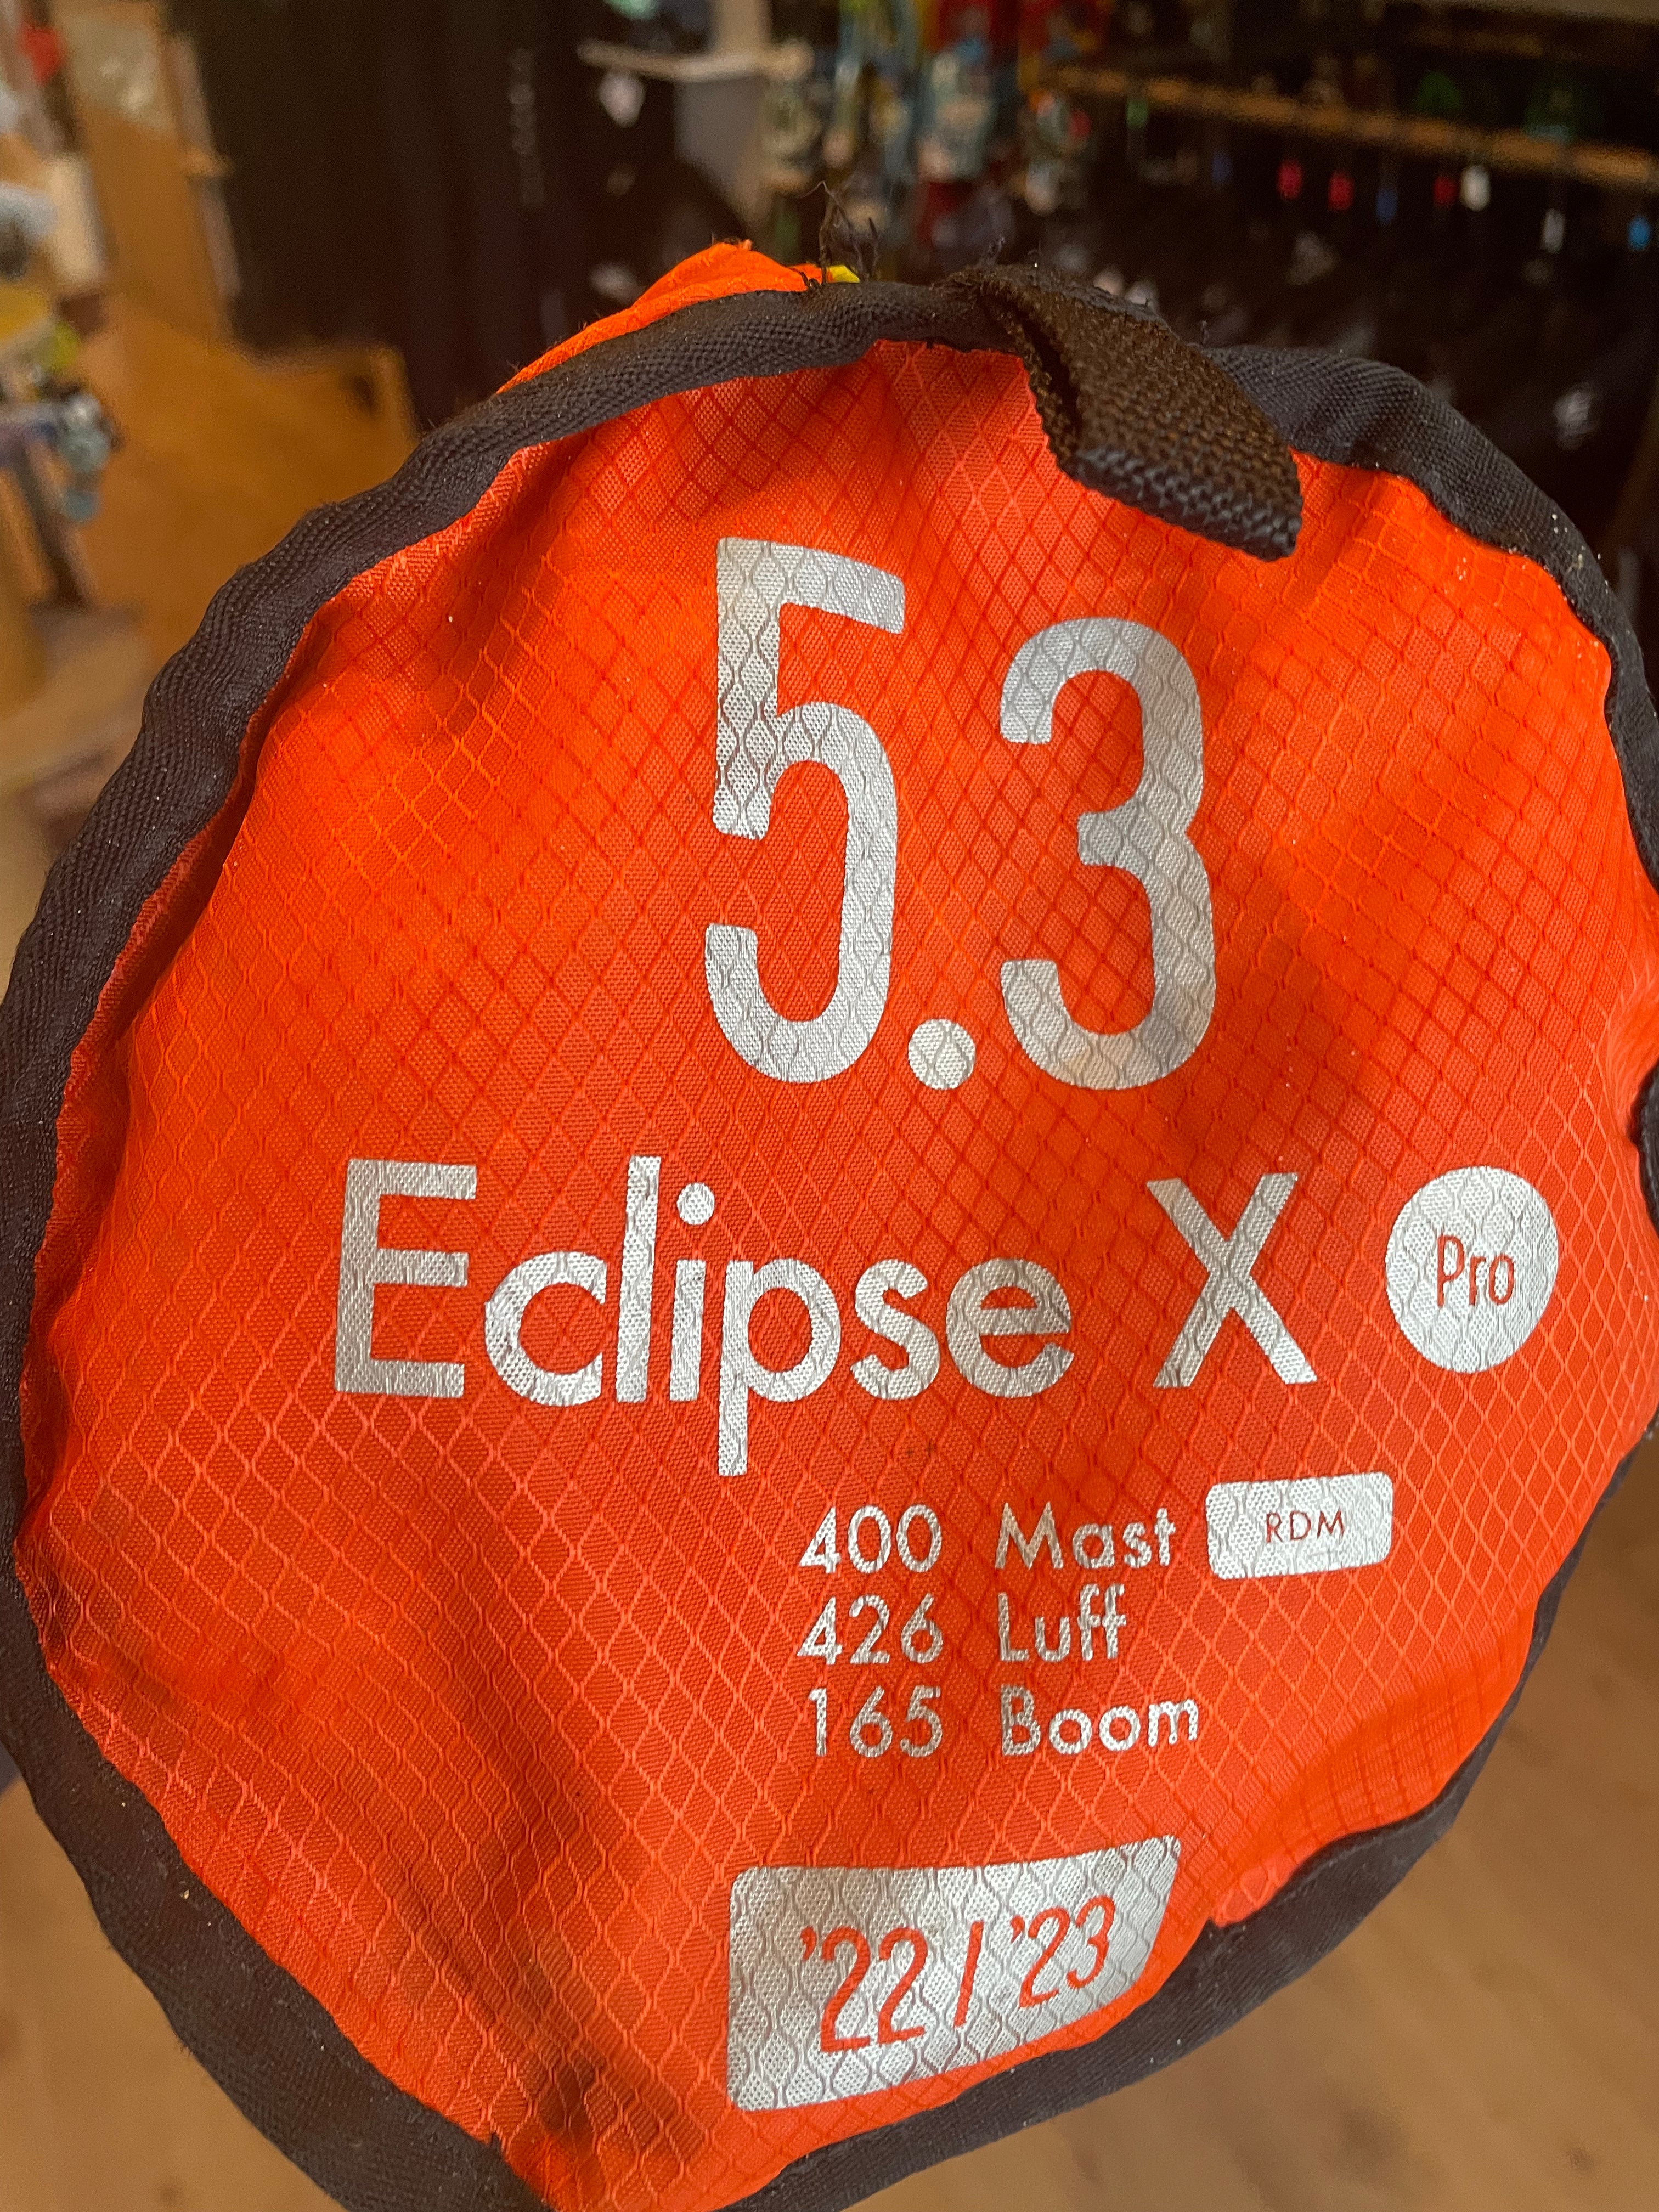 5.3
Eclipse X Pro
400 Mast RDM
426 Luff
165 Boom
'22 / '23